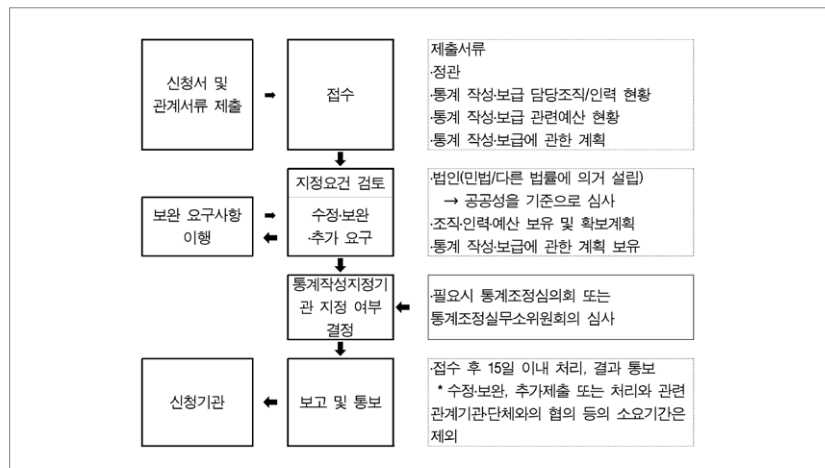 신청서 및
관계서류 제출
접수
제출서류
·정관
·통계 작성·보급 담당조직/인력 현황
·통계 작성·보급 관련예산 현황
·통계 작성·보급에 관한 계획
지정요건 검토
보완 요구사항
이행
수정·보완
·추가 요구
·법인(민법/다른 법률에 의거 설립)
→ 공공성을 기준으로 심사
·조직·인력·예산 보유 및 확보계획
·통계 작성·보급에 관한 계획 보유
통계작성지정기
관 지정 여부
결정
·필요시 통계조정심의회 또는
통계조정실무소위원회의 심사
신청기관
보고 및 통보
·접수 후 15일 이내 처리, 결과 통보
* 수정·보완, 추가제출 또는 처리와 관련
관계기관·단체와의 협의 등의 소요기간은
제외